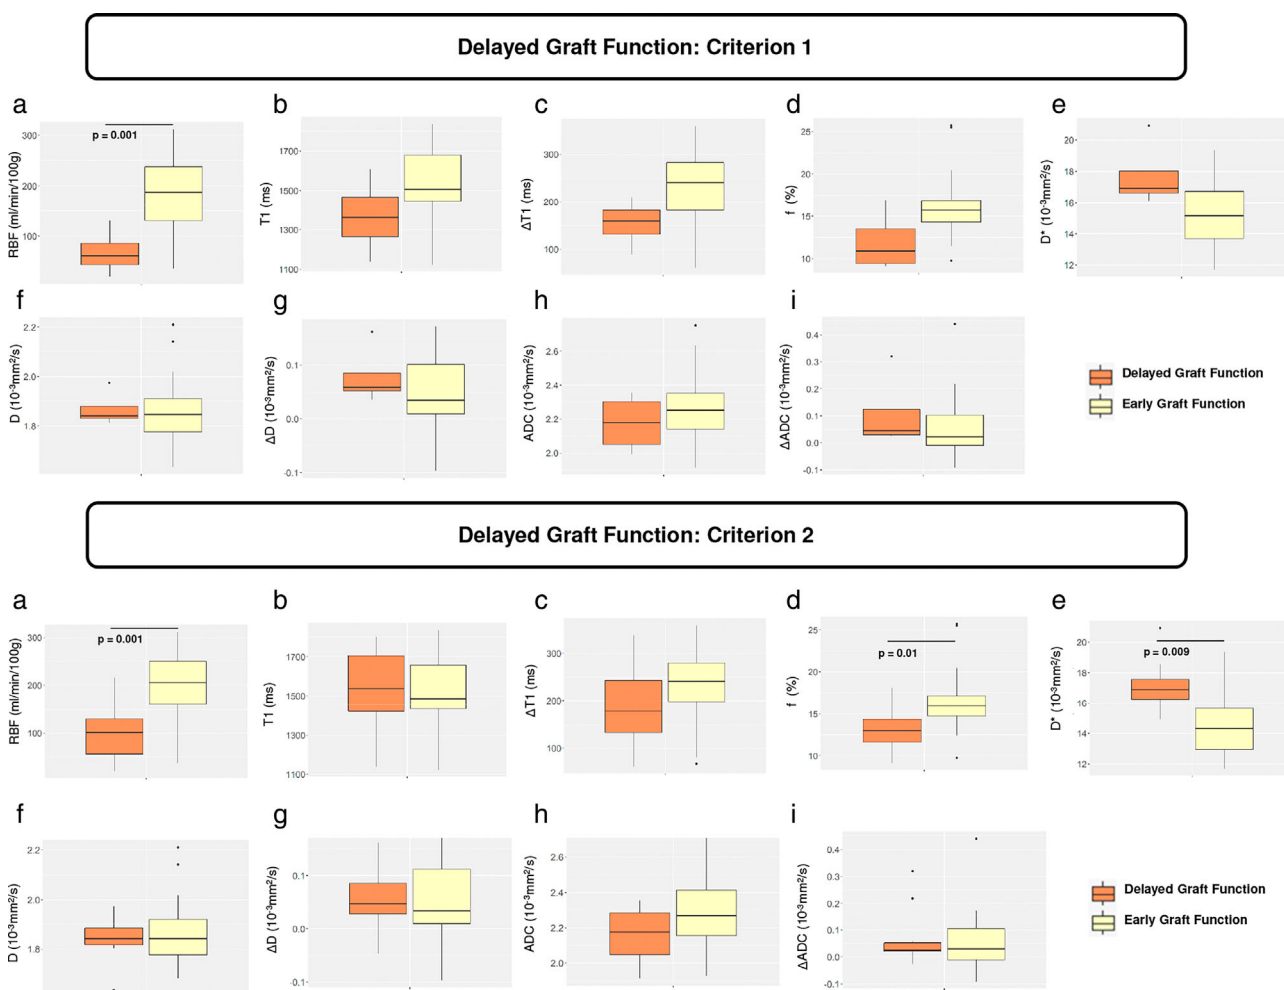 Delayed Graft Function: Criterion 1
a
RBF (ml/min/100g)
300
200
100
p = 0.001
b
T1 (ms)
1700
1500
1300
1100
c
ΔT1 (ms)
300
200
100
d
f (%)
25
20
15
10
e
D* (10-3mm2/s)
20
18
16
14
12
f
D (10-3mm2/s)
2.2
2.0
1.8
g
ΔD (10-3mm2/s)
0.1
0.0
-0.1
h
ADC (10-3mm2/s)
2.6
2.4
2.2
2.0
i
ΔADC (10-3mm2/s)
0.4
0.3
0.2
0.1
0.0
-0.1
Delayed Graft Function
Early Graft Function
Delayed Graft Function: Criterion 2
a
RBF (ml/min/100g)
300
200
100
p = 0.001
b
T1 (ms)
1700
1500
1300
1100
c
ΔT1 (ms)
300
200
100
d
f (%)
25
20
15
10
p = 0.01
e
D* (10-3mm2/s)
20
18
16
14
12
p = 0.009
f
D (10-3mm2/s)
2.2
2.0
1.8
g
ΔD (10-3mm2/s)
0.1
0.0
-0.1
h
ADC (10-3mm2/s)
2.6
2.4
2.2
2.0
i
ΔADC (10-3mm2/s)
0.4
0.3
0.2
0.1
0.0
-0.1
Delayed Graft Function
Early Graft Function